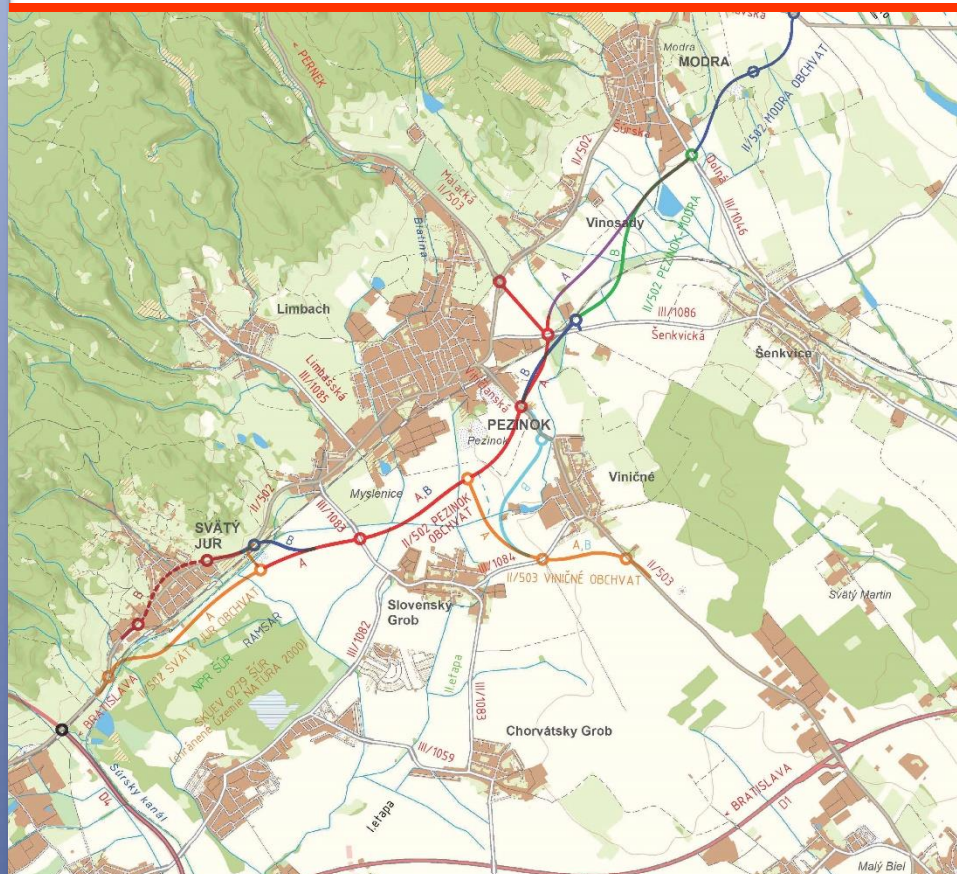 Modra
MODRA
II/502 MODRA OBCHVAT
PERNEK
Šúrska
Dolná
II/502
Malacká
II/503
III/1046
Vinosady
Blatina
A
B
II/502 PEZINOK-MODRA
Limbach
III/1086
Šenkvická
Šenkvice
Limbašská
III/1085
B
A
PEZINOK
Pezinok
Viničné
B
Myslenice
A,B
II/502 PEZINOK
OBCHVAT
II/502
III/1083
SVÄTÝ
JUR
B
A
A
A,B
III/1084
II/503 VINIČNÉ OBCHVAT
II/503
B
A
Slovenský
Grob
Svätý Martin
II/502 SVÄTÝ JUR OBCHVAT
NPR ŠÚR
RAMSAR
III/1082
BRATISLAVA
SKUEV 0279 ŠÚR
(chránené územie NATURA 2000)
II.etapa
III/1083
Chorvátsky Grob
III/1059
Šúrsky kanál
D4
I.etapa
BRATISLAVA
D1
Malý Biel